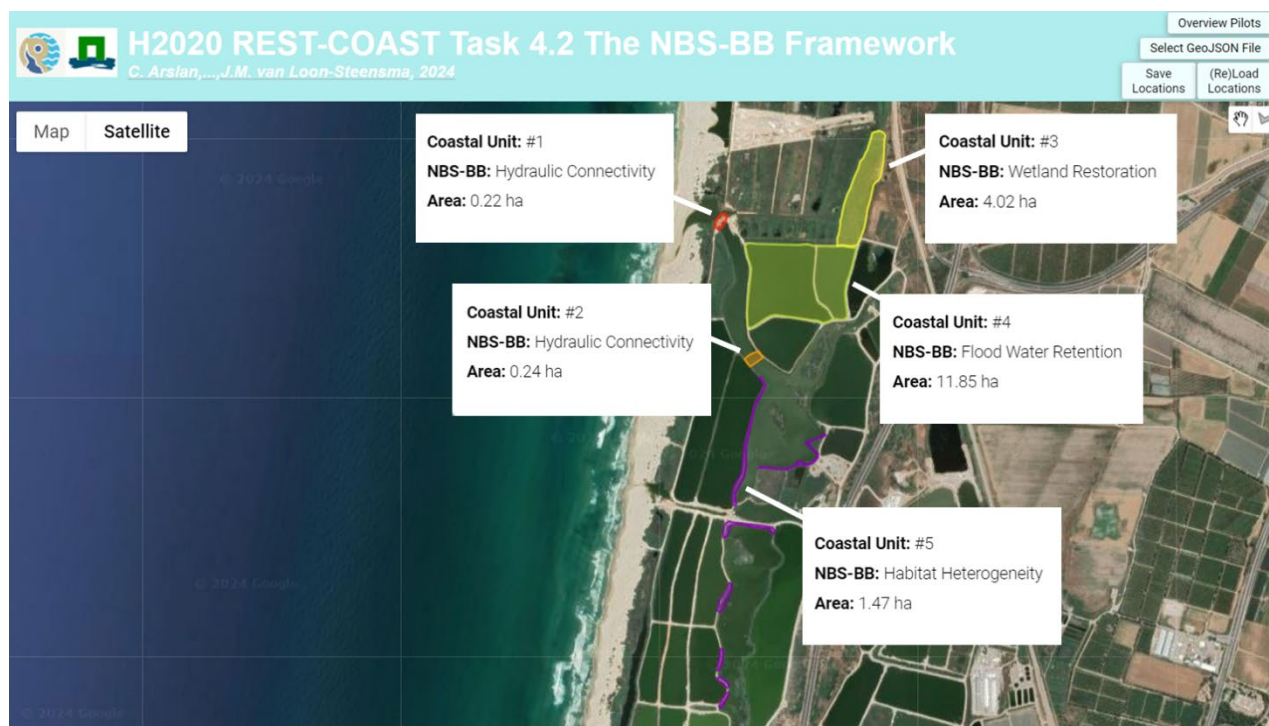 H2020 REST-COAST Task 4.2 The NBS-BB Framework
C. Arslan,...,J.M. van Loon-Steensma, 2024
Overview Pilots
Select GeoJSON File
Save
Locations
(Re)Load
Locations
Map
Satellite
Coastal Unit: #1
NBS-BB: Hydraulic Connectivity
Area: 0.22 ha
Coastal Unit: #3
NBS-BB: Wetland Restoration
Area: 4.02 ha
Coastal Unit: #2
NBS-BB: Hydraulic Connectivity
Area: 0.24 ha
Coastal Unit: #4
NBS-BB: Flood Water Retention
Area: 11.85 ha
Coastal Unit: #5
NBS-BB: Habitat Heterogeneity
Area: 1.47 ha
© 2024 Google
© 2024 Google
© 2024 Google